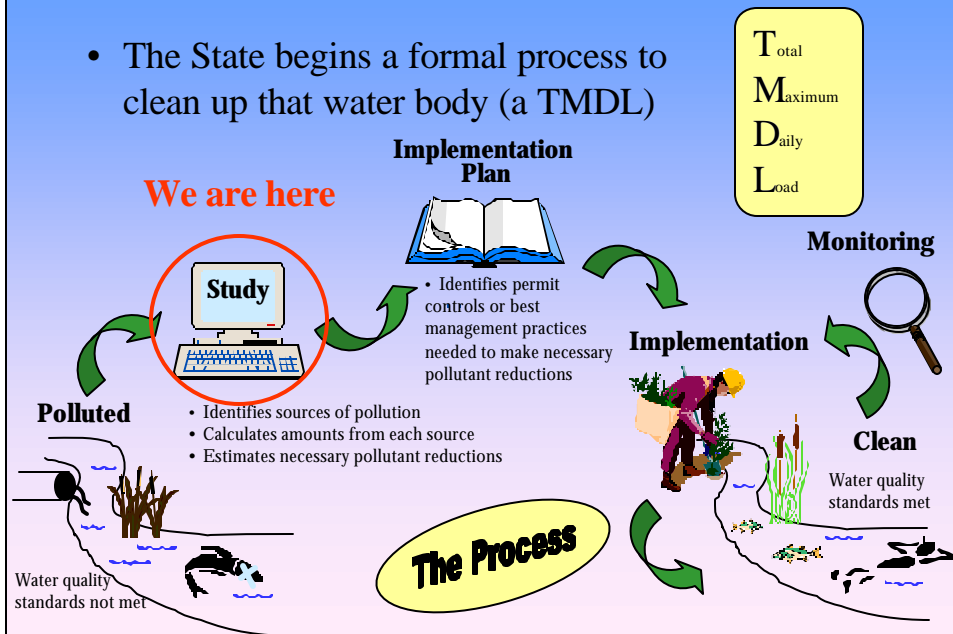 • The State begins a formal process to
clean up that water body (a TMDL)
Total
Maximum
Daily
Load
We are here
Implementation
Plan
Monitoring
Study
• Identifies permit
controls or best
management practices
needed to make necessary
pollutant reductions
Implementation
Polluted
• Identifies sources of pollution
• Calculates amounts from each source
• Estimates necessary pollutant reductions
Clean
Water quality
standards met
The Process
Water quality
standards not met